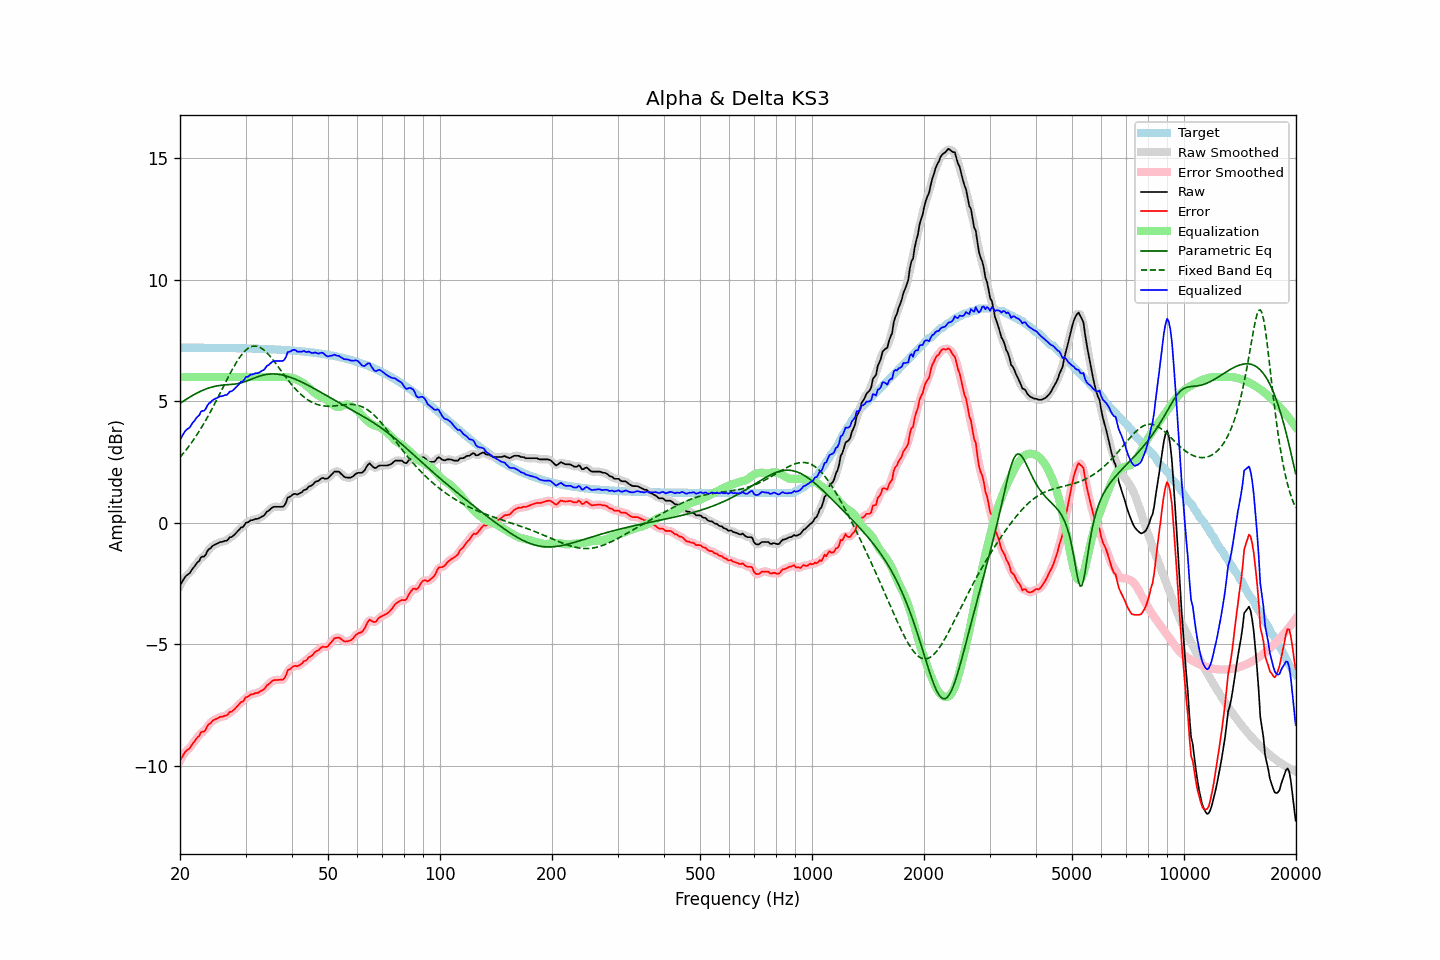 Alpha & Delta KS3
Target
Raw Smoothed
Error Smoothed
Raw
Error
Equalization
Parametric Eq
Fixed Band Eq
Equalized
Amplitude (dBr)
15
10
5
0
−5
−10
20 50 100 200 500 1000 2000 5000 10000 20000
Frequency (Hz)